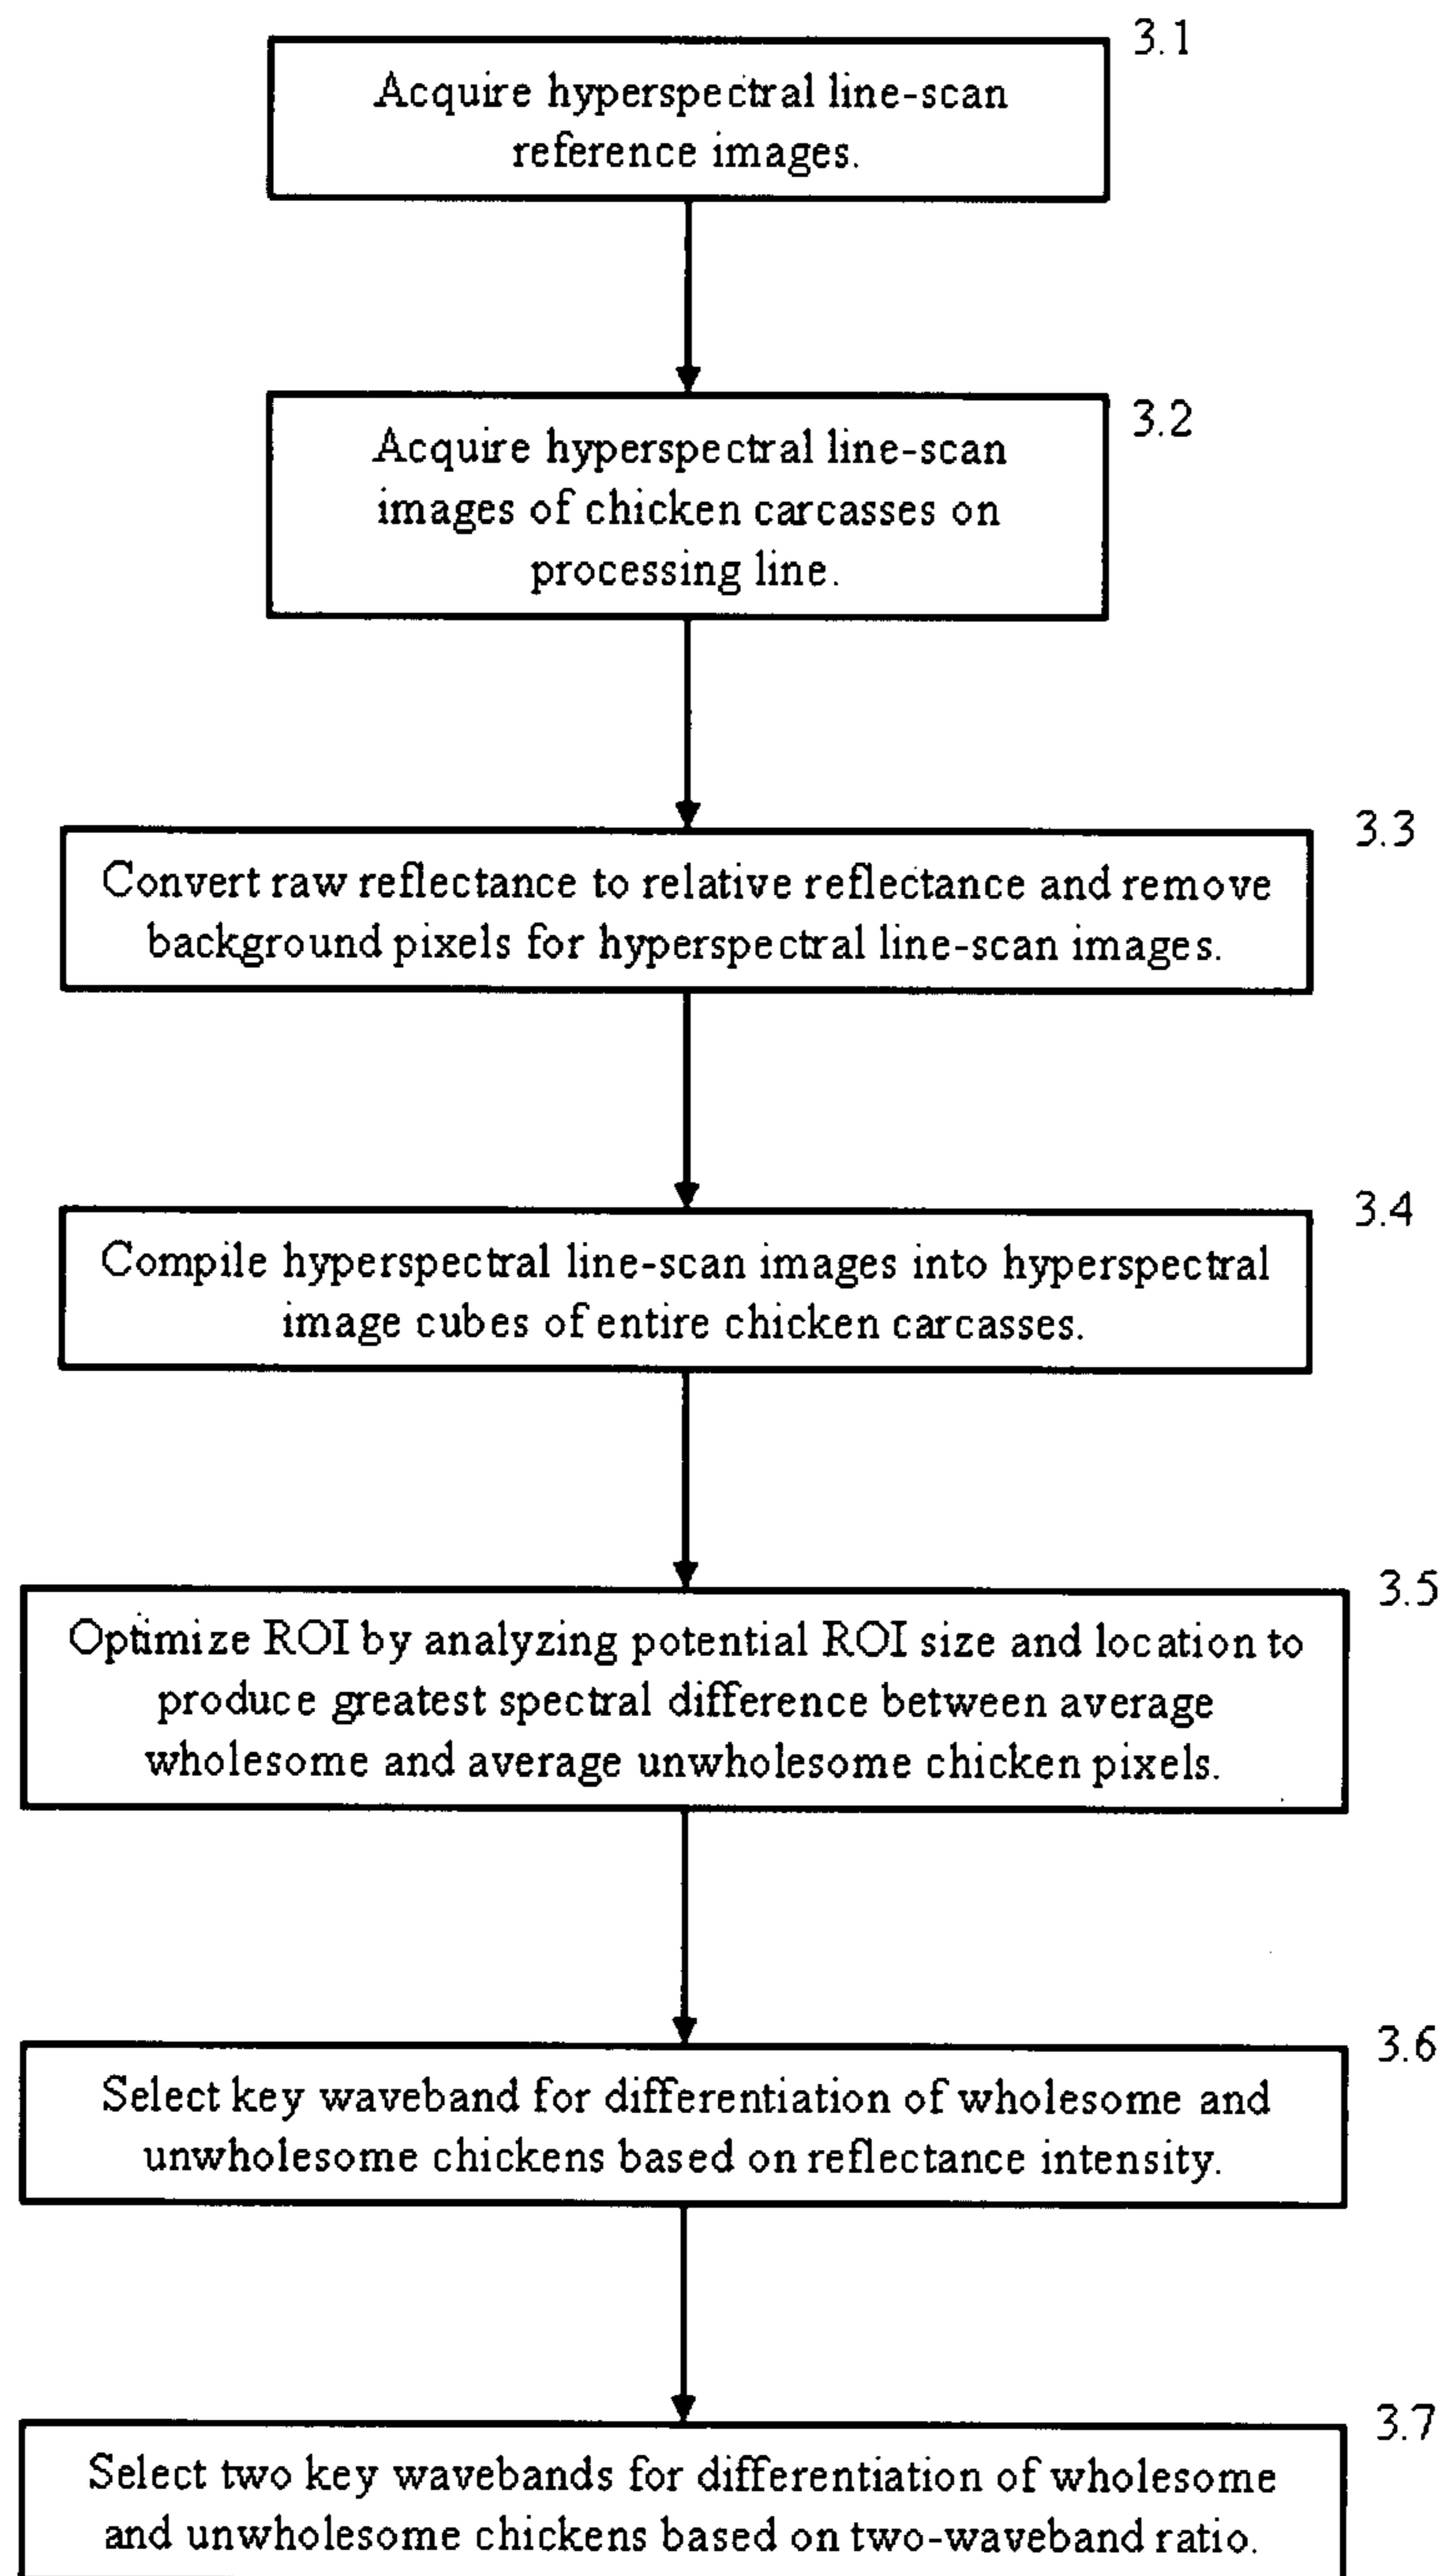 3.1
Acquire hyperspectral line-scan
reference images.
3.2
Acquire hyperspectral line-scan
images of chicken carcasses on
processing line.
3.3
Convert raw reflectance to relative reflectance and remove
background pixels for hyperspectral line-scan images.
3.4
Compile hyperspectral line-scan images into hyperspectral
image cubes of entire chicken carcasses.
3.5
Optimize ROI by analyzing potential ROI size and location to
produce greatest spectral difference between average
wholesome and average unwholesome chicken pixels.
3.6
Select key waveband for differentiation of wholesome and
unwholesome chickens based on reflectance intensity.
3.7
Select two key wavebands for differentiation of wholesome
and unwholesome chickens based on two-waveband ratio.